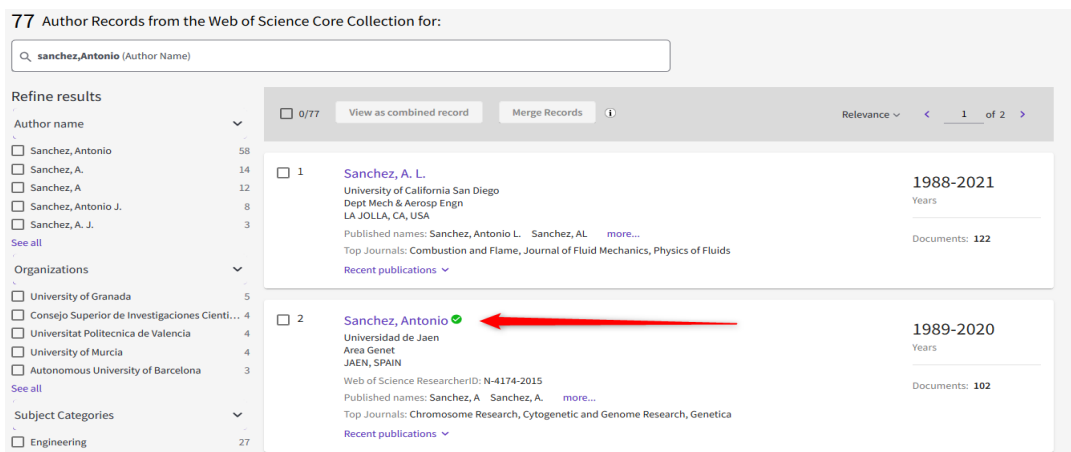 77 Author Records from the Web of Science Core Collection for:
sanchez,Antonio (Author Name)
Refine results
Author name
Sanchez, Antonio 58
Sanchez, A. 14
Sanchez, A 12
Sanchez, Antonio J. 8
Sanchez, A. J. 3
See all
Organizations
University of Granada 5
Consejo Superior de Investigaciones Cienti... 4
Universitat Politecnica de Valencia 4
University of Murcia 4
Autonomous University of Barcelona 3
See all
Subject Categories
Engineering 27
0/77 View as combined record Merge Records i Relevance 1 of 2
1 Sanchez, A. L.
University of California San Diego
Dept Mech & Aerosp Engn
LA JOLLA, CA, USA
Published names: Sanchez, Antonio L. Sanchez, AL more...
Top Journals: Combustion and Flame, Journal of Fluid Mechanics, Physics of Fluids
Recent publications
1988-2021
Years
Documents: 122
2 Sanchez, Antonio
Universidad de Jaen
Area Genet
JAEN, SPAIN
Web of Science ResearcherID: N-4174-2015
Published names: Sanchez, A Sanchez, A. more...
Top Journals: Chromosome Research, Cytogenetic and Genome Research, Genetica
Recent publications
1989-2020
Years
Documents: 102